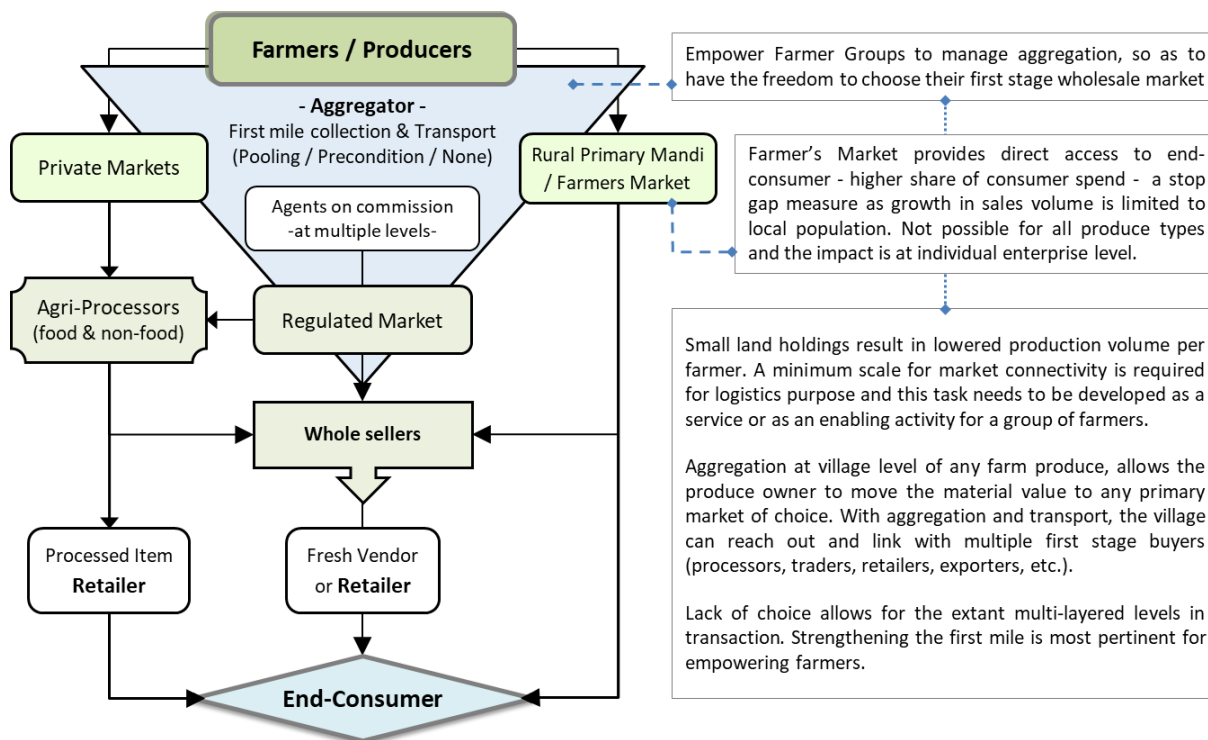 Farmers / Producers
- Aggregator -
First mile collection & Transport
(Pooling / Precondition / None)
Private Markets
Rural Primary Mandi
/ Farmers Market
Agents on commission
-at multiple levels-
Agri-Processors
(food & non-food)
Regulated Market
Whole sellers
Processed Item
Retailer
Fresh Vendor
or Retailer
End-Consumer
Empower Farmer Groups to manage aggregation, so as to
have the freedom to choose their first stage wholesale market
Farmer's Market provides direct access to end-
consumer - higher share of consumer spend - a stop
gap measure as growth in sales volume is limited to
local population. Not possible for all produce types
and the impact is at individual enterprise level.
Small land holdings result in lowered production volume per
farmer. A minimum scale for market connectivity is required
for logistics purpose and this task needs to be developed as a
service or as an enabling activity for a group of farmers.
Aggregation at village level of any farm produce, allows the
produce owner to move the material value to any primary
market of choice. With aggregation and transport, the village
can reach out and link with multiple first stage buyers
(processors, traders, retailers, exporters, etc.).
Lack of choice allows for the extant multi-layered levels in
transaction. Strengthening the first mile is most pertinent for
empowering farmers.